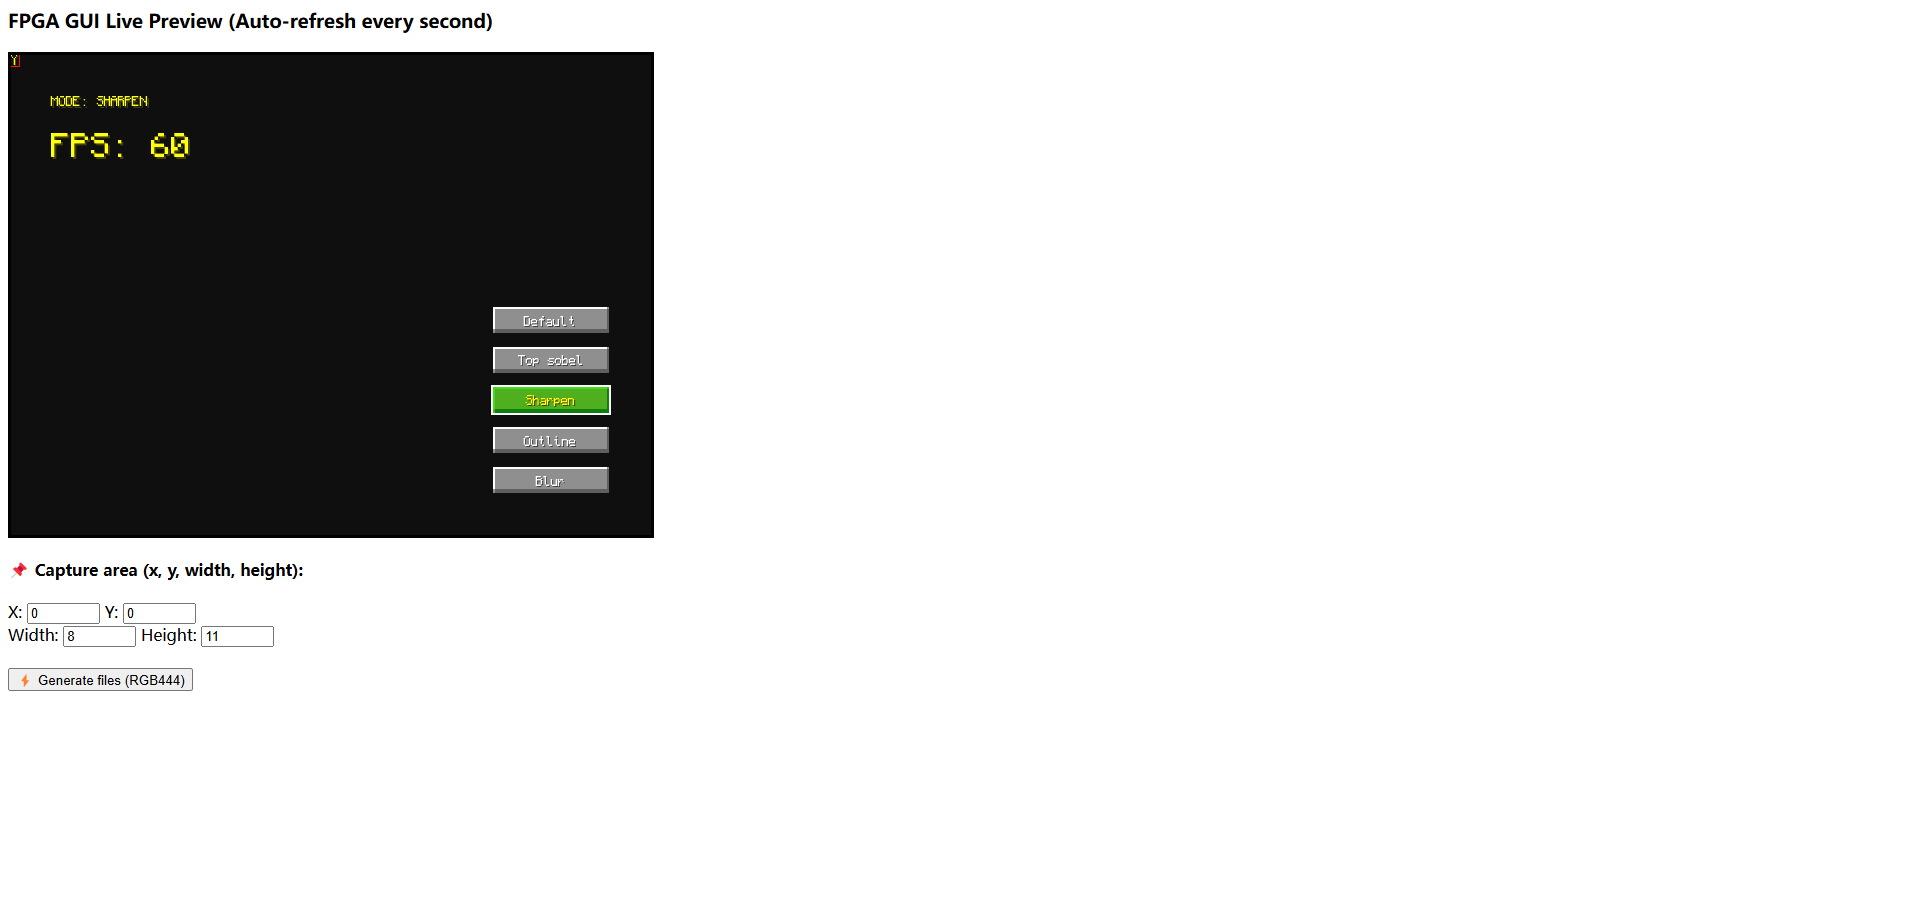 FPGA GUI Live Preview (Auto-refresh every second)
Y
MODE: SHARPEN
FPS: 60
Default
Top sobel
Sharpen
Outline
Blur
📌 Capture area (x, y, width, height):
X: 0 Y: 0
Width: 8 Height: 11
⚡ Generate files (RGB444)